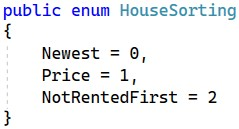 public enum HouseSorting
{
    Newest = 0,
    Price = 1,
    NotRentedFirst = 2
}